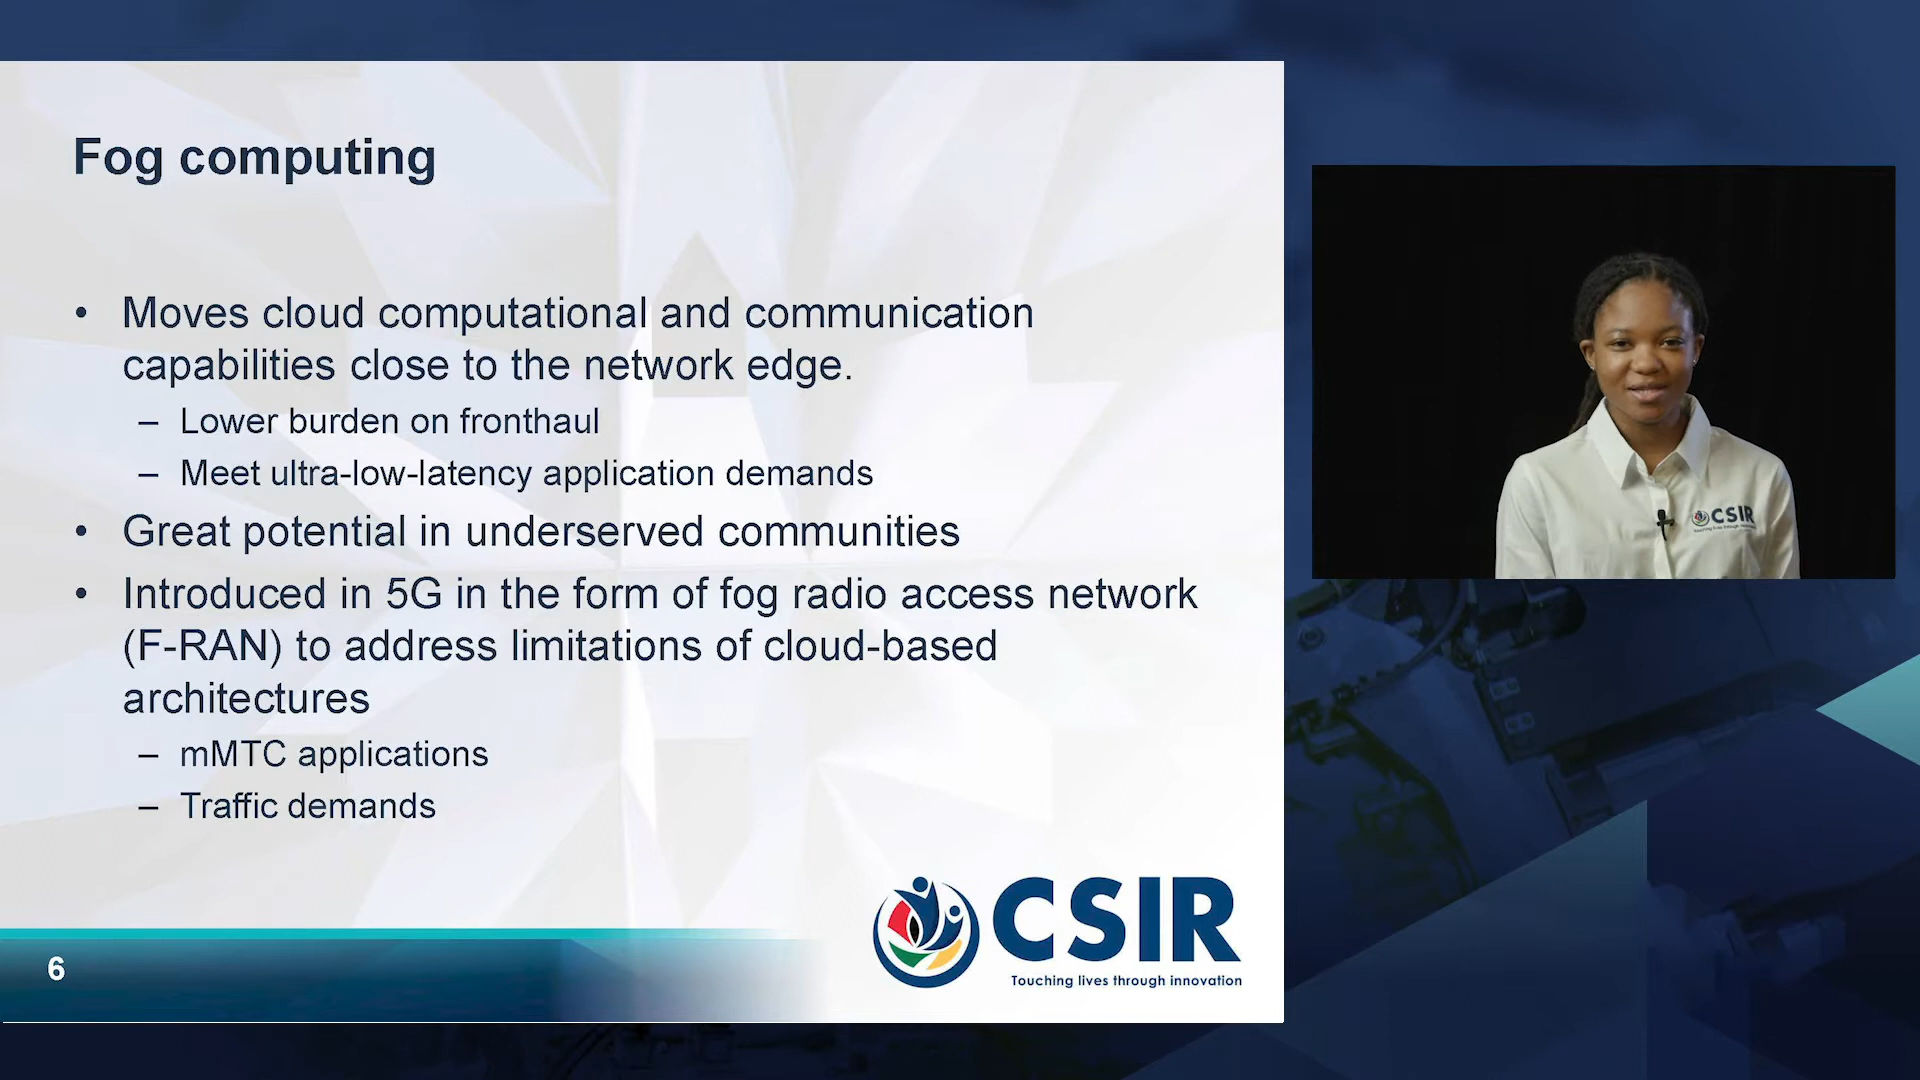 Fog computing
• Moves cloud computational and communication
capabilities close to the network edge.
– Lower burden on fronthaul
– Meet ultra-low-latency application demands
• Great potential in underserved communities
• Introduced in 5G in the form of fog radio access network
(F-RAN) to address limitations of cloud-based
architectures
– mMTC applications
– Traffic demands
6
CSIR
Touching lives through innovation
CSIR